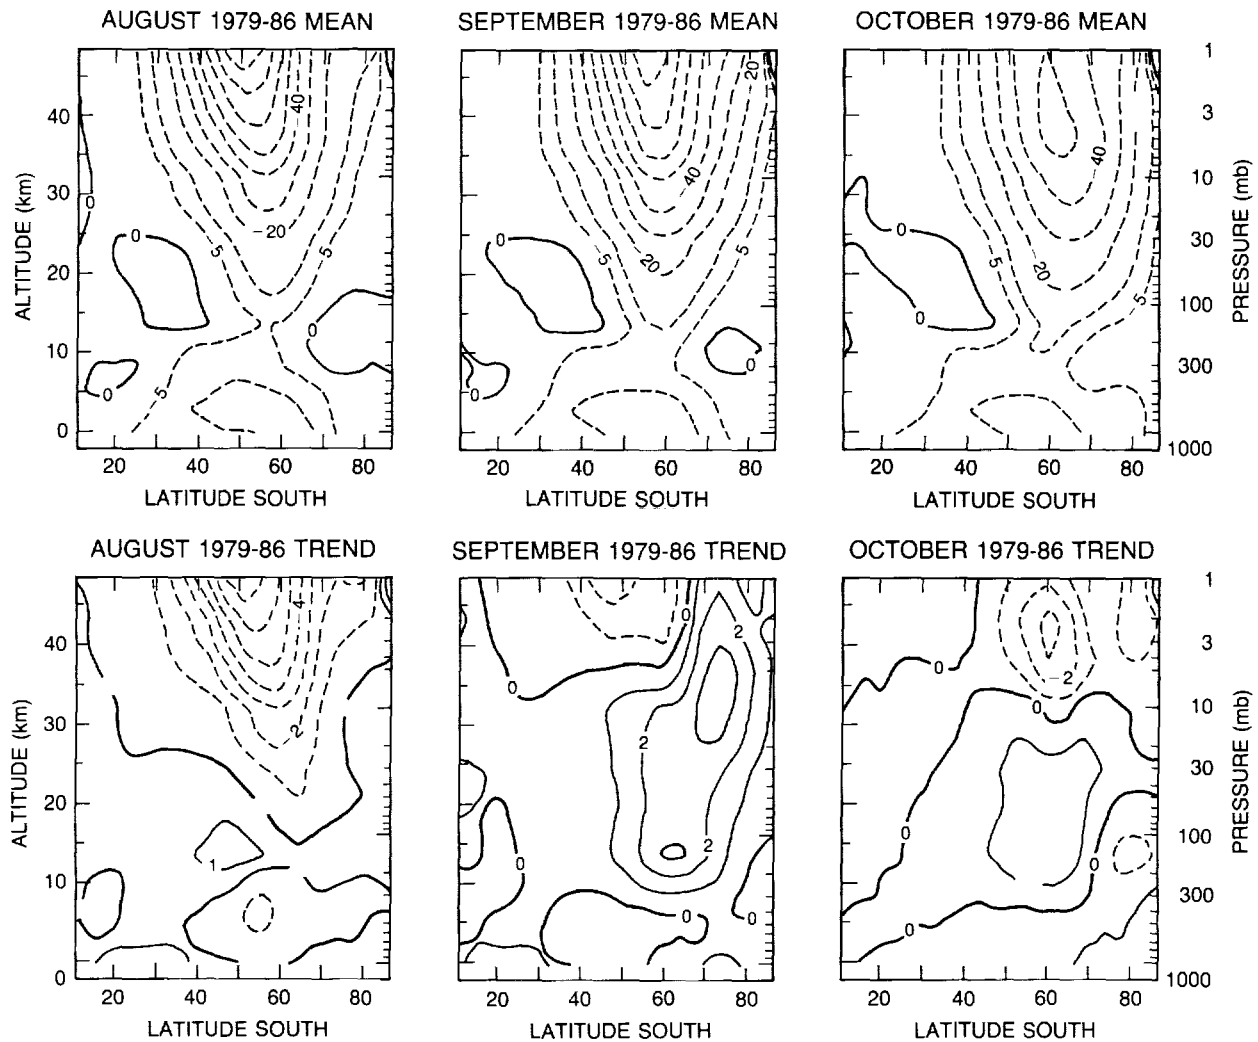 AUGUST 1979-86 MEAN
SEPTEMBER 1979-86 MEAN
OCTOBER 1979-86 MEAN
ALTITUDE (km)
40
30
20
10
0
0
0
0
0
5
5
5
-20
40
20 40 60 80
LATITUDE SOUTH
0
0
0
5
5
20
40
20
20 40 60 80
LATITUDE SOUTH
0
0
5
5
20
40
20 40 60 80
LATITUDE SOUTH
1
3
10
30
100
300
1000
PRESSURE (mb)
AUGUST 1979-86 TREND
SEPTEMBER 1979-86 TREND
OCTOBER 1979-86 TREND
ALTITUDE (km)
40
30
20
10
0
4
2
1
20 40 60 80
LATITUDE SOUTH
0
2
0
2
2
0
0
0
20 40 60 80
LATITUDE SOUTH
0
-2
0
0
0
0
20 40 60 80
LATITUDE SOUTH
1
3
10
30
100
300
1000
PRESSURE (mb)